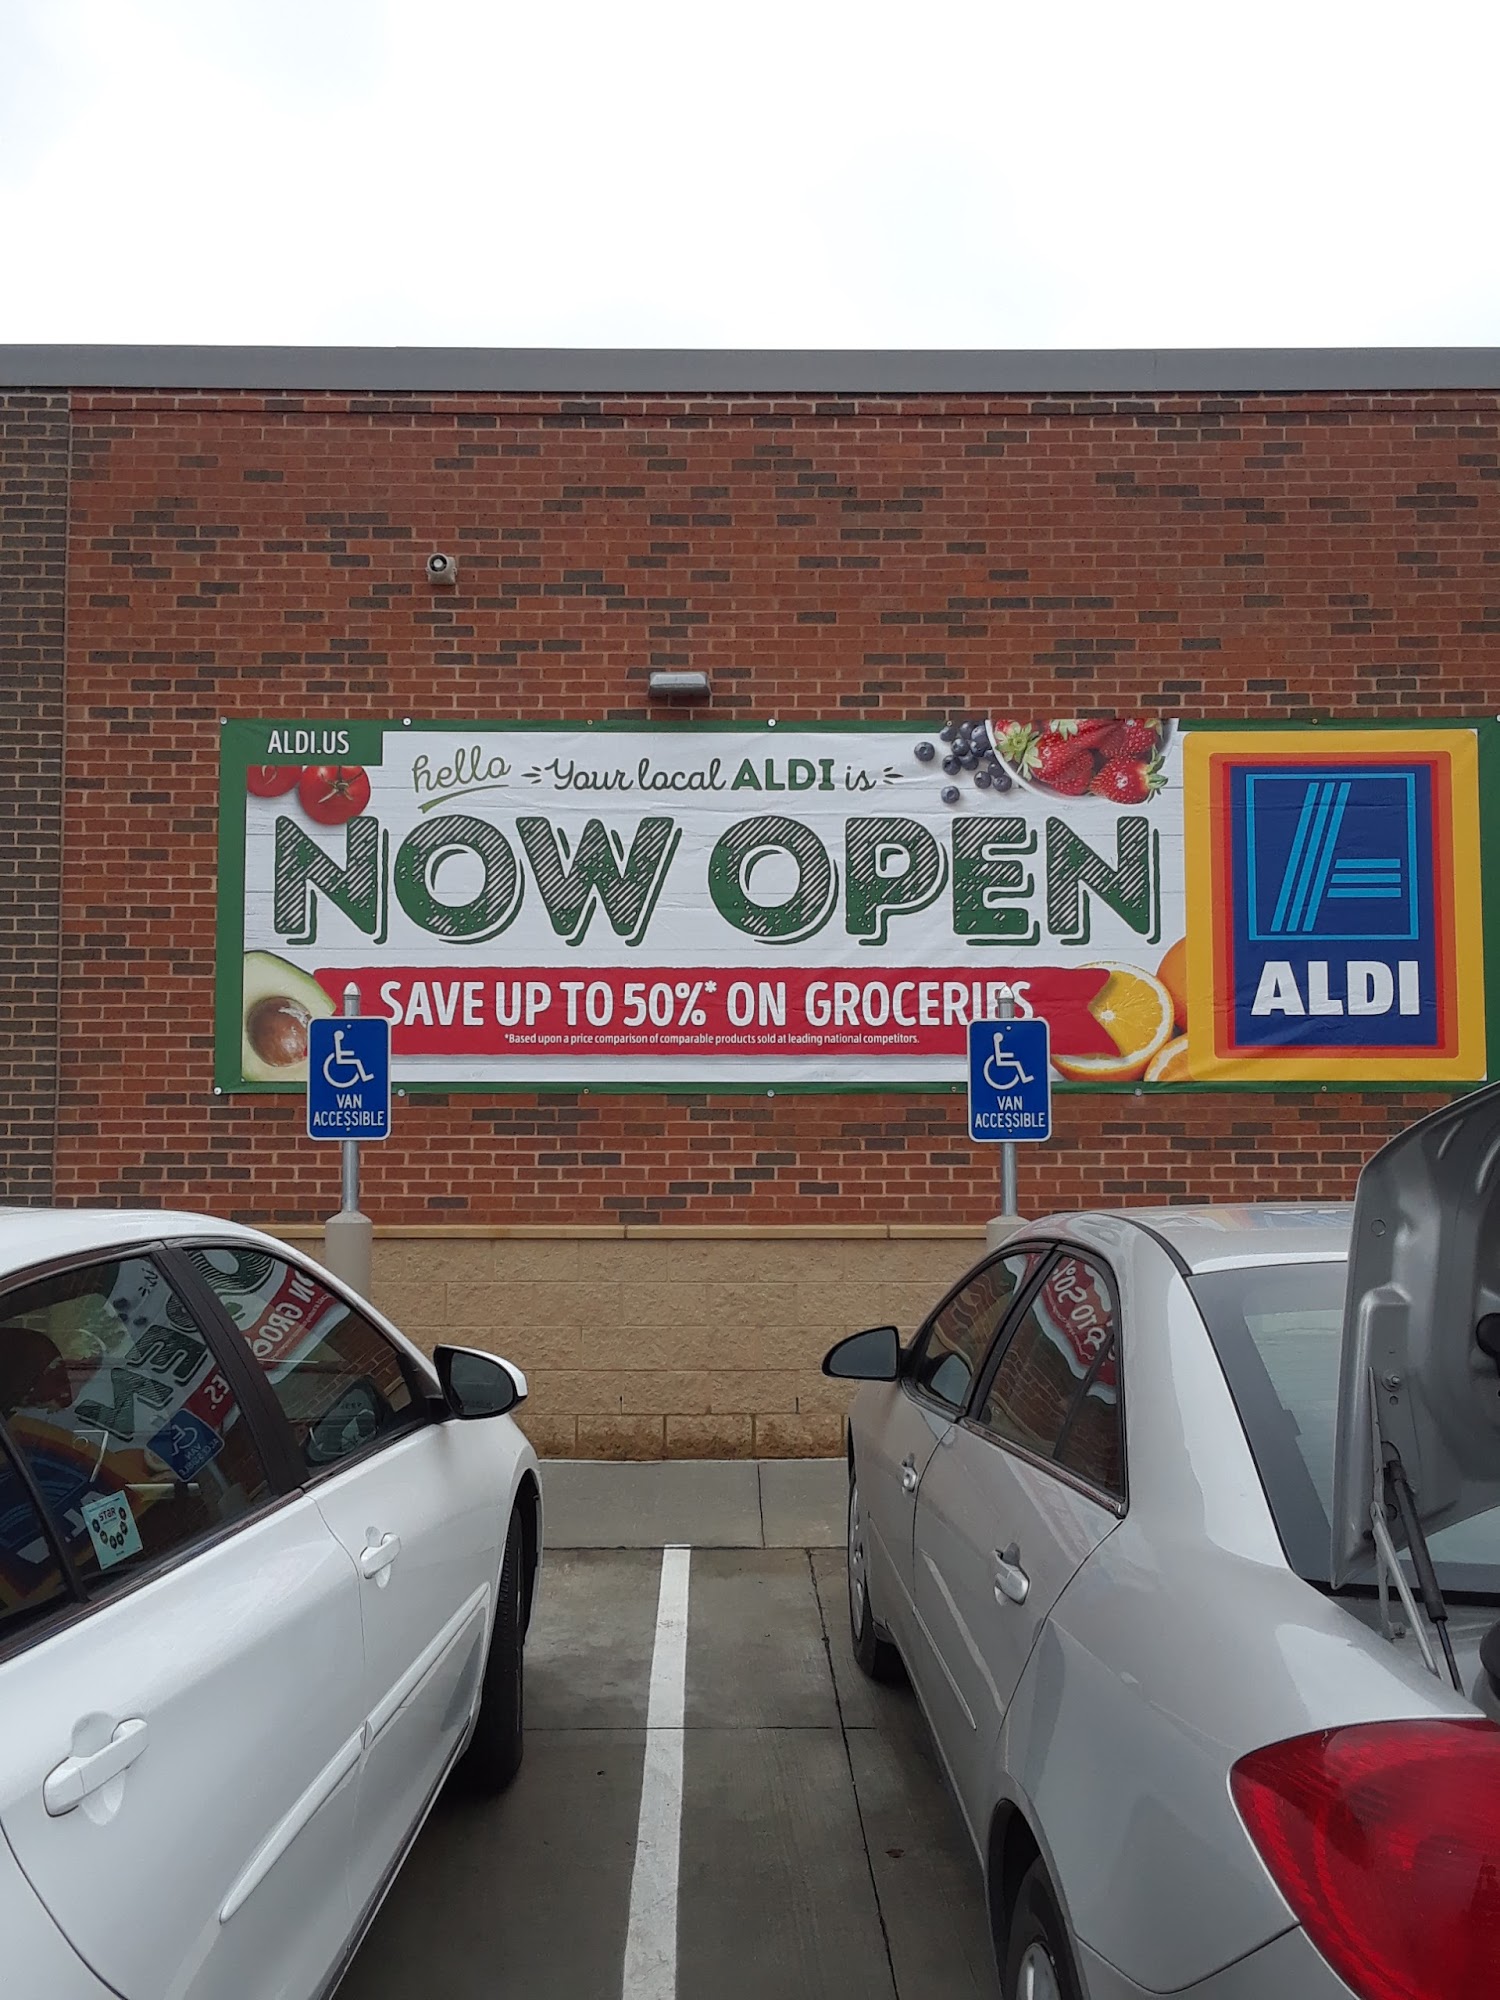 ALDI.US
hello Your local ALDI is
NOW OPEN
SAVE UP TO 50%* ON GROCERIES
*Based upon a price comparison of comparable products sold at leading national competitors.
ALDI
VAN
ACCESSIBLE
VAN
ACCESSIBLE
STAR